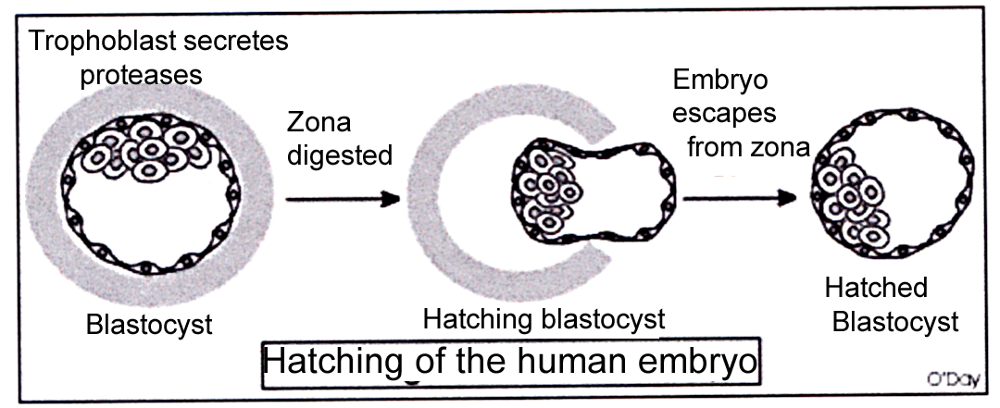 Trophoblast secretes
proteases
Zona
digested
Embryo
escapes
from zona
Blastocyst
Hatching blastocyst
Hatched
Blastocyst
Hatching of the human embryo
O'Day